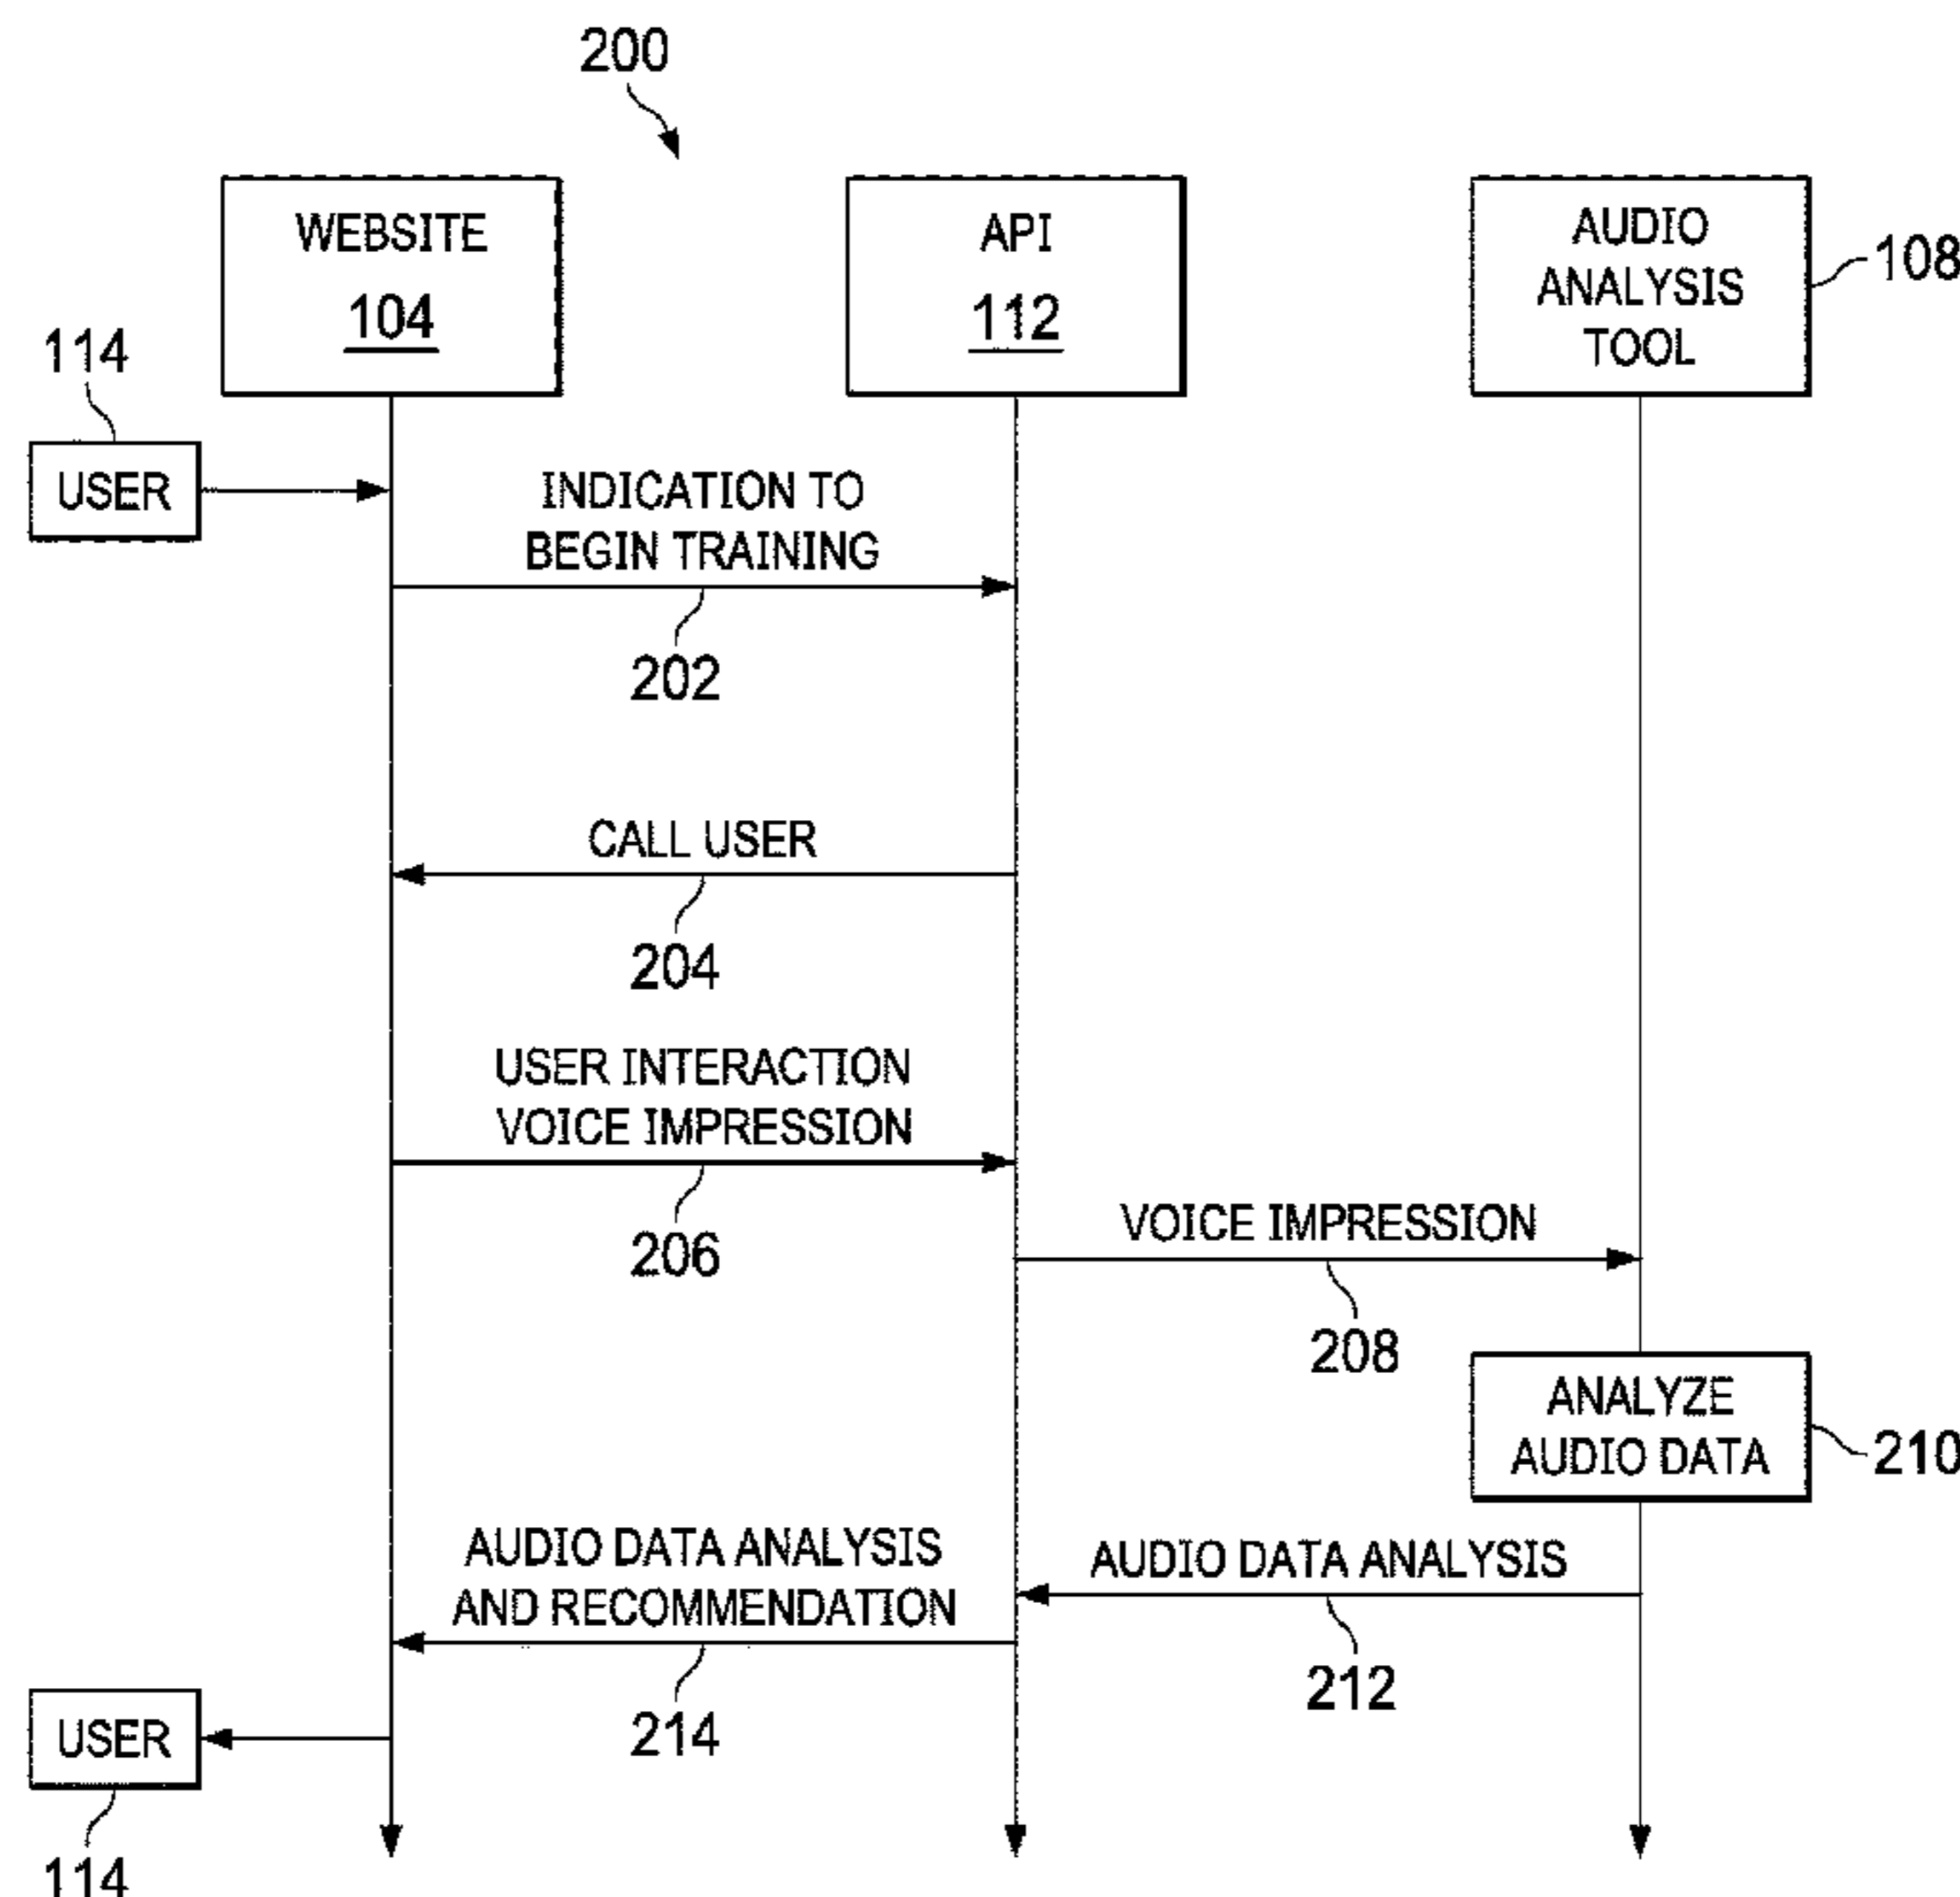 200
WEBSITE
104
API
112
AUDIO
ANALYSIS
TOOL
108
114
USER
INDICATION TO
BEGIN TRAINING
202
CALL USER
204
USER INTERACTION
VOICE IMPRESSION
206
VOICE IMPRESSION
208
ANALYZE
AUDIO DATA
210
AUDIO DATA ANALYSIS
212
AUDIO DATA ANALYSIS
AND RECOMMENDATION
214
USER
114